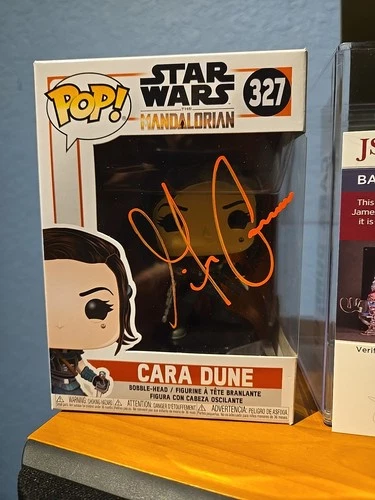 POP!
STAR
WARS
THE
MANDALORIAN
327
CARA DUNE
BOBBLE-HEAD / FIGURINE À TÊTE BRANLANTE
FIGURA CON CABEZA OSCILANTE
WARNING: CHOKING HAZARD
ATTENTION: DANGER D'ÉTOUFFEMENT
ADVERTENCIA: PELIGRO DE ASFIXIA
JS
BA
This
Jame
it is
Verif